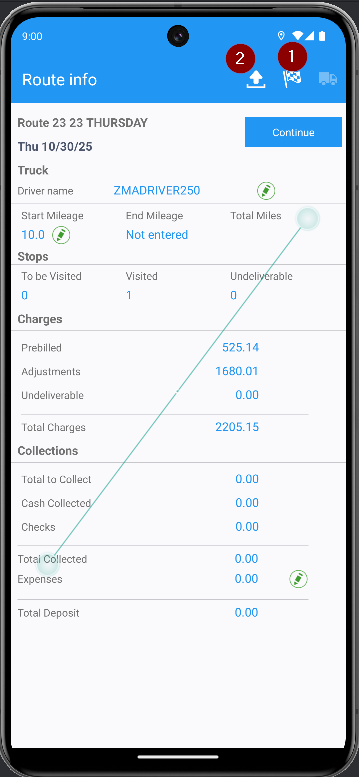 9:00
2 1
Route info
Route 23 23 THURSDAY
Continue
Thu 10/30/25
Truck
Driver name ZMADRIVER250
Start Mileage End Mileage Total Miles
10.0 Not entered
Stops
To be Visited Visited Undeliverable
0 1 0
Charges
Prebilled 525.14
Adjustments 1680.01
Undeliverable 0.00
Total Charges 2205.15
Collections
Total to Collect 0.00
Cash Collected 0.00
Checks 0.00
Total Collected 0.00
Expenses 0.00
Total Deposit 0.00